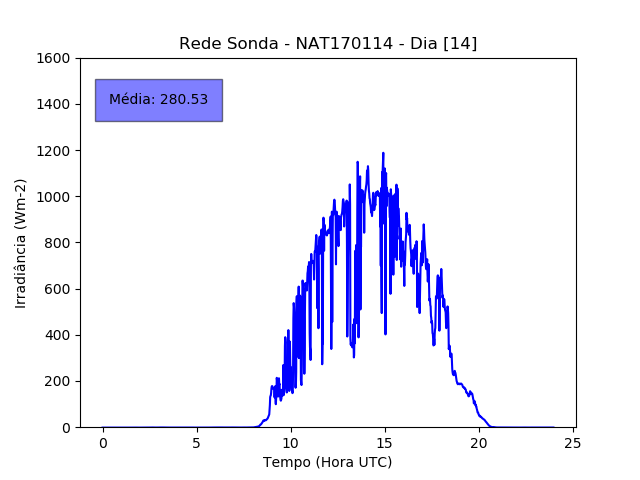 Rede Sonda - NAT170114 - Dia [14]
Média: 280.53
Irradiância (Wm-2)
1600
1400
1200
1000
800
600
400
200
0
0 5 10 15 20 25
Tempo (Hora UTC)